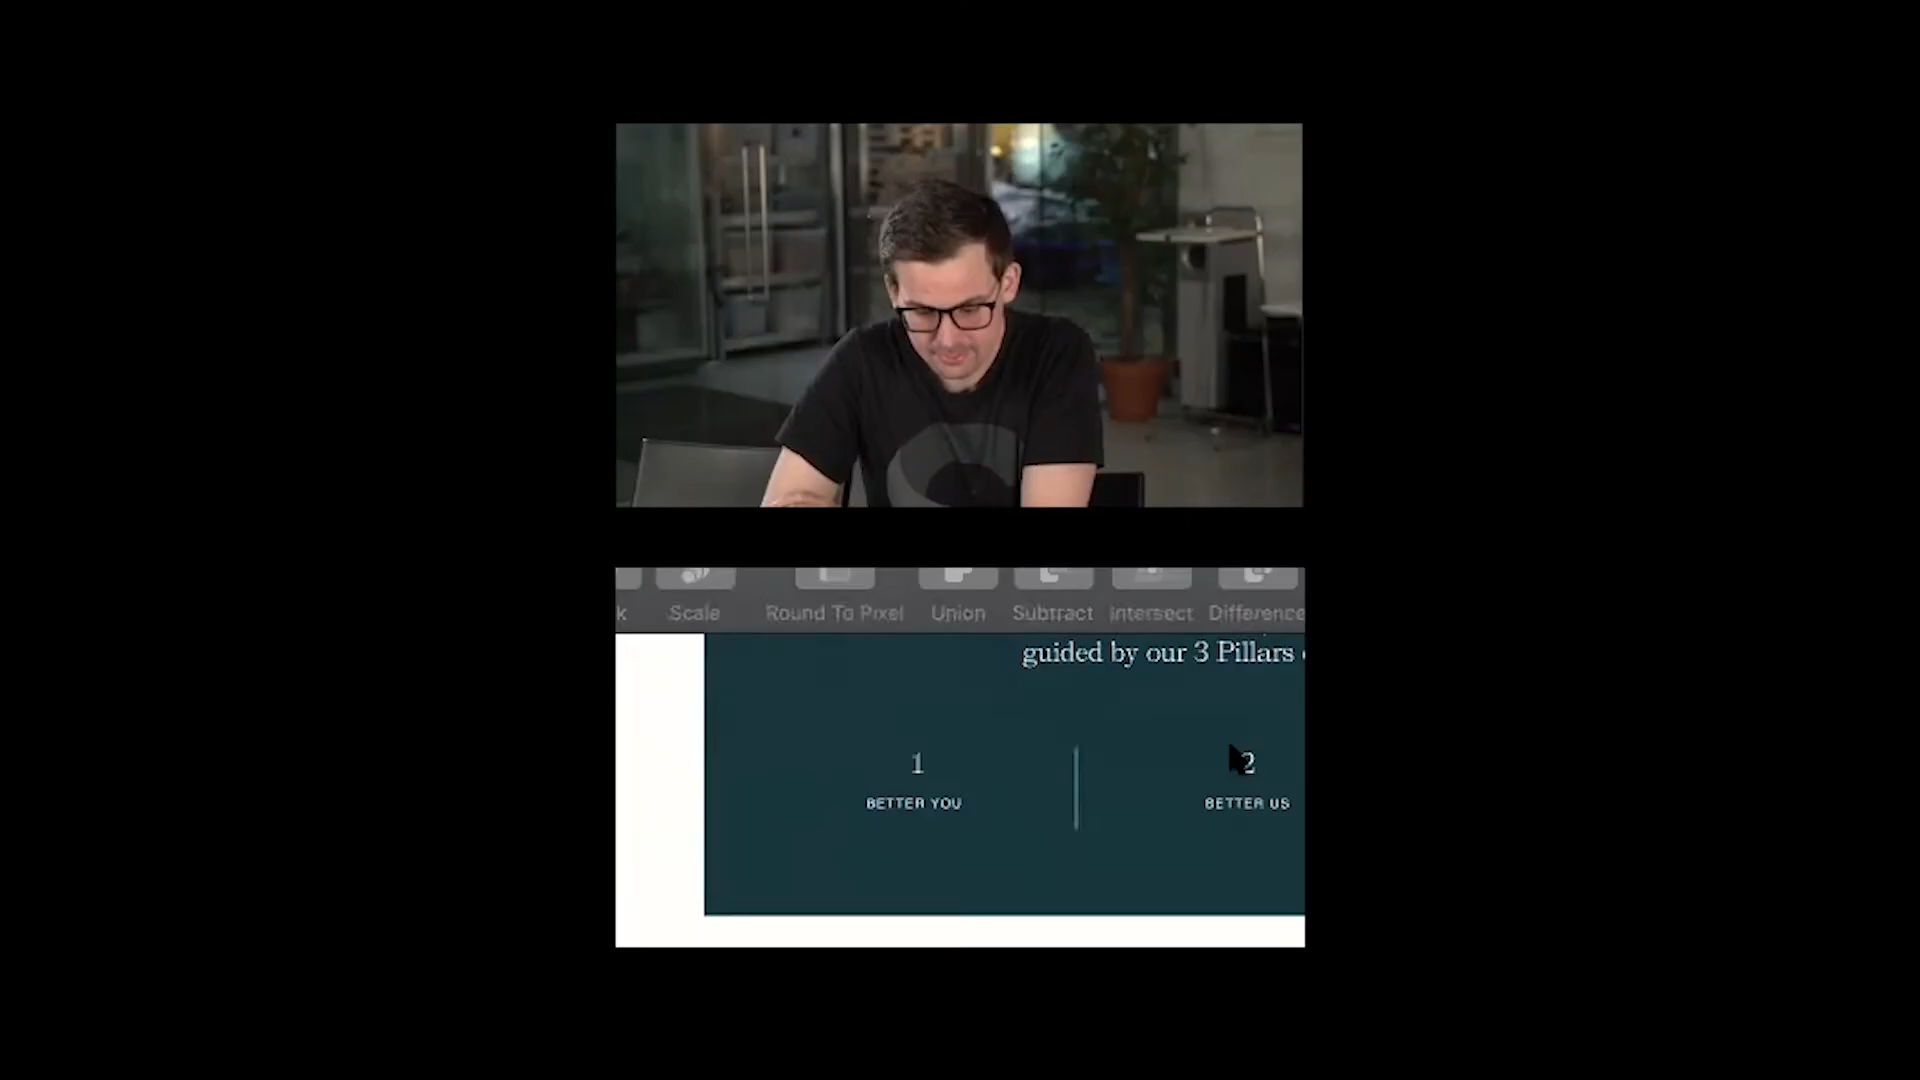 k Scale Round To Pixel Union Subtract Intersect Difference
guided by our 3 Pillars
1
2
BETTER YOU
BETTER US